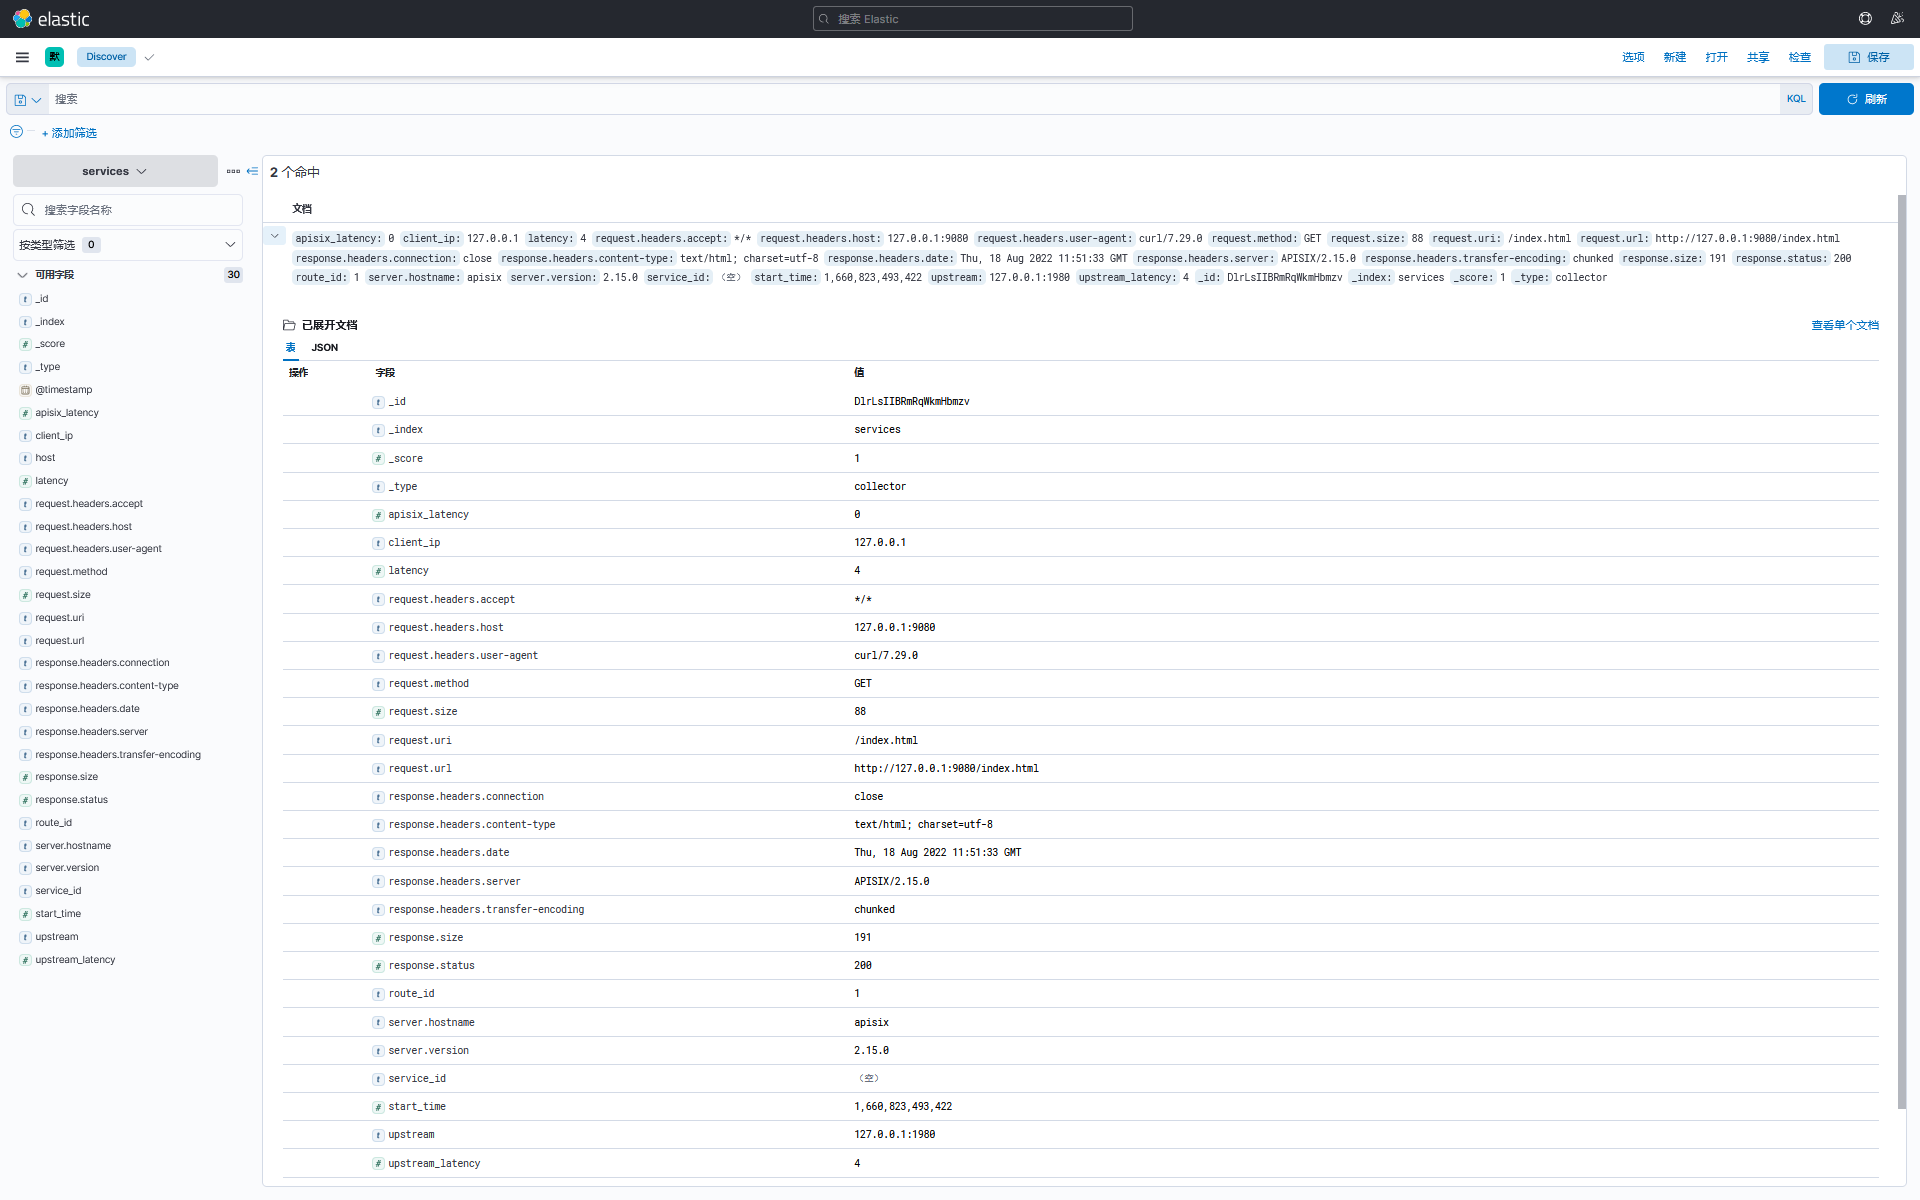 elastic
搜索 Elastic
默 Discover 选项 新建 打开 共享 检查 保存
搜索 KQL 刷新
+ 添加筛选
services
搜索字段名称
按类型筛选 0
可用字段 30
t _id
t _index
# _score
t _type
@timestamp
# apisix_latency
t client_ip
t host
# latency
t request.headers.accept
t request.headers.host
t request.headers.user-agent
t request.method
# request.size
t request.uri
t request.url
t response.headers.connection
t response.headers.content-type
t response.headers.date
t response.headers.server
t response.headers.transfer-encoding
# response.size
# response.status
t route_id
t server.hostname
t server.version
t service_id
# start_time
t upstream
# upstream_latency
2 个命中
文档
apisix_latency: 0 client_ip: 127.0.0.1 latency: 4 request.headers.accept: */* request.headers.host: 127.0.0.1:9080 request.headers.user-agent: curl/7.29.0 request.method: GET request.size: 88 request.uri: /index.html request.url: http://127.0.0.1:9080/index.html
response.headers.connection: close response.headers.content-type: text/html; charset=utf-8 response.headers.date: Thu, 18 Aug 2022 11:51:33 GMT response.headers.server: APISIX/2.15.0 response.headers.transfer-encoding: chunked response.size: 191 response.status: 200
route_id: 1 server.hostname: apisix server.version: 2.15.0 service_id: （空） start_time: 1,660,823,493,422 upstream: 127.0.0.1:1980 upstream_latency: 4 _id: DlrLsIIBRmRqWkmHbmzv _index: services _score: 1 _type: collector
已展开文档 查看单个文档
表 JSON
操作 字段 值
t _id DlrLsIIBRmRqWkmHbmzv
t _index services
# _score 1
t _type collector
# apisix_latency 0
t client_ip 127.0.0.1
# latency 4
t request.headers.accept */*
t request.headers.host 127.0.0.1:9080
t request.headers.user-agent curl/7.29.0
t request.method GET
# request.size 88
t request.uri /index.html
t request.url http://127.0.0.1:9080/index.html
t response.headers.connection close
t response.headers.content-type text/html; charset=utf-8
t response.headers.date Thu, 18 Aug 2022 11:51:33 GMT
t response.headers.server APISIX/2.15.0
t response.headers.transfer-encoding chunked
# response.size 191
# response.status 200
t route_id 1
t server.hostname apisix
t server.version 2.15.0
t service_id （空）
# start_time 1,660,823,493,422
t upstream 127.0.0.1:1980
# upstream_latency 4